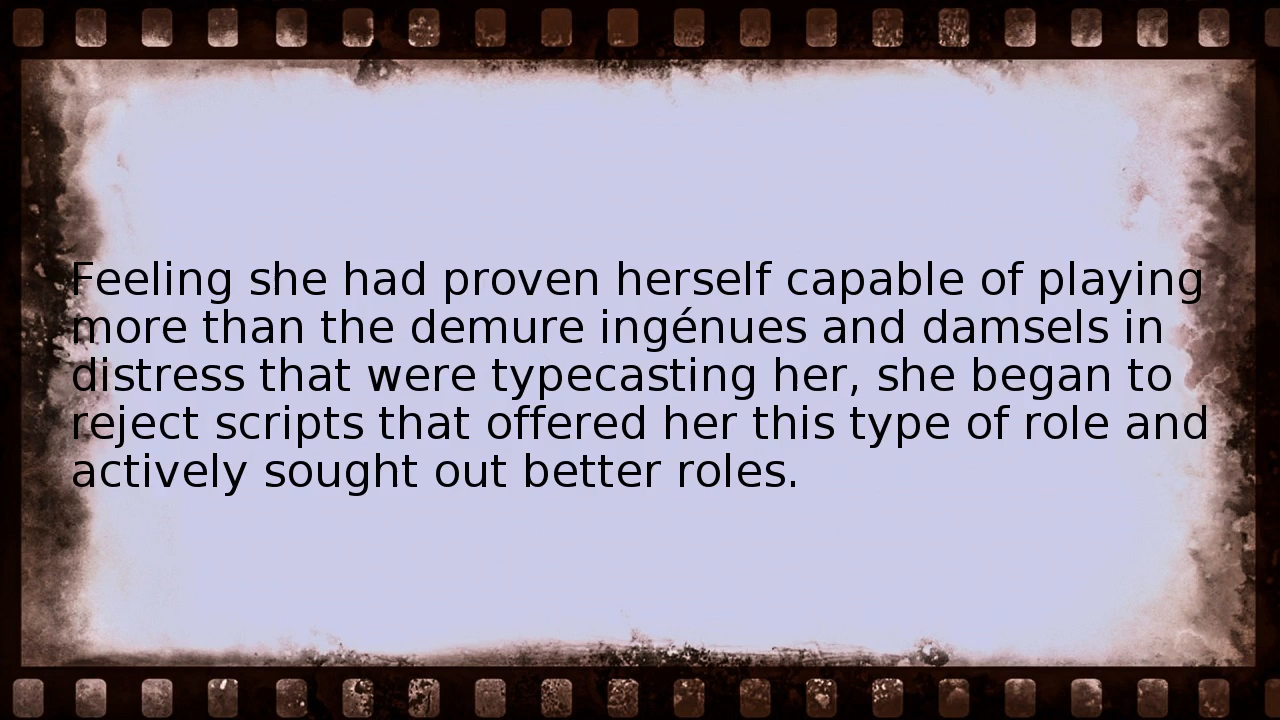 Feeling she had proven herself capable of playing
more than the demure ingénues and damsels in
distress that were typecasting her, she began to
reject scripts that offered her this type of role and
actively sought out better roles.